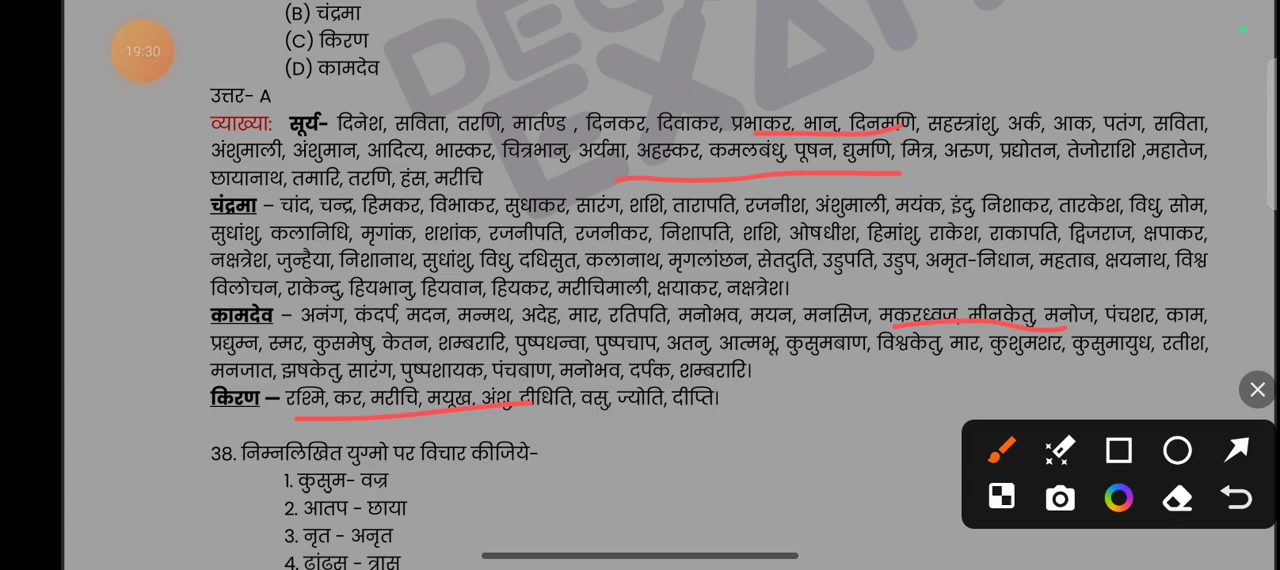 (B) चंद्रमा
19:30
(C) किरण
(D) कामदेव
उत्तर- A
व्याख्या: सूर्य- दिनेश, सविता, तरणि, मार्तण्ड , दिनकर, दिवाकर, प्रभाकर, भानु, दिनमणि, सहस्त्रांशु, अर्क, आक, पतंग, सविता,
अंशुमाली, अंशुमान, आदित्य, भास्कर, चित्रभानु, अर्यमा, अहस्कर, कमलबंधु, पूषन, द्युमणि, मित्र, अरुण, प्रद्योतन, तेजोराशि ,महातेज,
छायानाथ, तमारि, तरणि, हंस, मरीचि
चंद्रमा – चांद, चन्द्र, हिमकर, विभाकर, सुधाकर, सारंग, शशि, तारापति, रजनीश, अंशुमाली, मयंक, इंदु, निशाकर, तारकेश, विधु, सोम,
सुधांशु, कलानिधि, मृगांक, शशांक, रजनीपति, रजनीकर, निशापति, शशि, ओषधीश, हिमांशु, राकेश, राकापति, द्विजराज, क्षपाकर,
नक्षत्रेश, जुन्हैया, निशानाथ, सुधांशु, विधु, दधिसुत, कलानाथ, मृगलांछन, सेतदुति, उडुपति, उडुप, अमृत-निधान, महताब, क्षयनाथ, विश्व
विलोचन, राकेन्दु, हियभानु, हियवान, हियकर, मरीचिमाली, क्षयाकर, नक्षत्रेश।
कामदेव – अनंग, कंदर्प, मदन, मन्मथ, अदेह, मार, रतिपति, मनोभव, मयन, मनसिज, मकरध्वज, मीनकेतु, मनोज, पंचशर, काम,
प्रद्युम्न, स्मर, कुसमेषु, केतन, शम्बरारि, पुष्पधन्वा, पुष्पचाप, अतनु, आत्मभू, कुसुमबाण, विश्वकेतु, मार, कुशुमशर, कुसुमायुध, रतीश,
मनजात, झषकेतु, सारंग, पुष्पशायक, पंचबाण, मनोभव, दर्पक, शम्बरारि।
किरण — रश्मि, कर, मरीचि, मयूख, अंशु, दीधिति, वसु, ज्योति, दीप्ति।
38. निम्नलिखित युग्मो पर विचार कीजिये-
1. कुसुम- वज्र
2. आतप - छाया
3. नृत - अनृत
4. ढांढस - त्रास